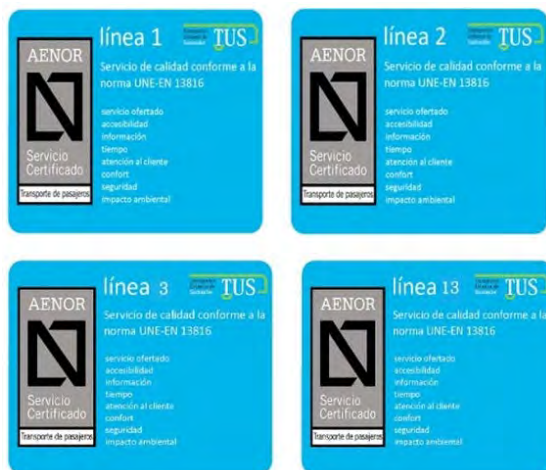 línea 1
TUS
AENOR
Servicio de calidad conforme a la
norma UNE-EN 13816
servicio ofertado
accesibilidad
información
tiempo
atención al cliente
confort
seguridad
impacto ambiental
Servicio
Certificado
Transporte de pasajeros
línea 2
TUS
AENOR
Servicio de calidad conforme a la
norma UNE-EN 13816
servicio ofertado
accesibilidad
información
tiempo
atención al cliente
confort
seguridad
impacto ambiental
Servicio
Certificado
Transporte de pasajeros
línea 3
TUS
AENOR
Servicio de calidad conforme a la
norma UNE-EN 13816
servicio ofertado
accesibilidad
información
tiempo
atención al cliente
confort
seguridad
impacto ambiental
Servicio
Certificado
Transporte de pasajeros
línea 13
TUS
AENOR
Servicio de calidad conforme a la
norma UNE-EN 13816
servicio ofertado
accesibilidad
información
tiempo
atención al cliente
confort
seguridad
impacto ambiental
Servicio
Certificado
Transporte de pasajeros